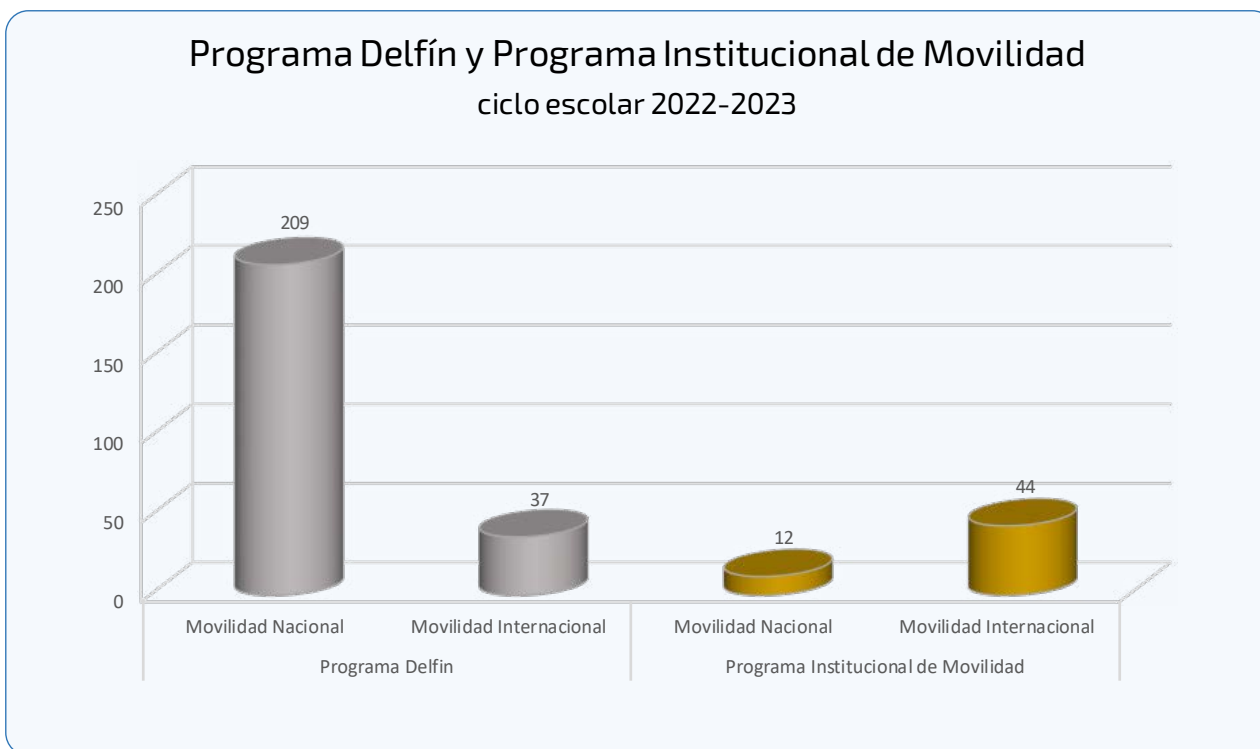 Programa Delfín y Programa Institucional de Movilidad
ciclo escolar 2022-2023
250
200
150
100
50
0
209
37
12
44
Movilidad Nacional
Movilidad Internacional
Movilidad Nacional
Movilidad Internacional
Programa Delfin
Programa Institucional de Movilidad